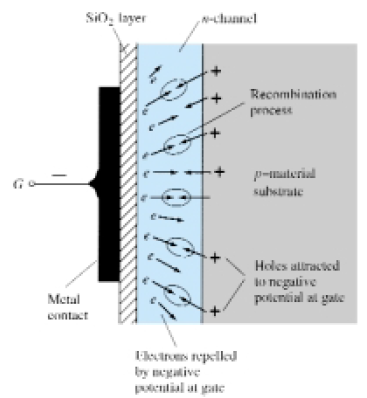 SiO₂ layer
n-channel
e
+
e
+
Recombination
process
e
+
e
e
+
G
−
p-material
substrate
e
e
e
+
Holes attracted
to negative
potential at gate
e
e
+
e
Metal
contact
Electrons repelled
by negative
potential at gate